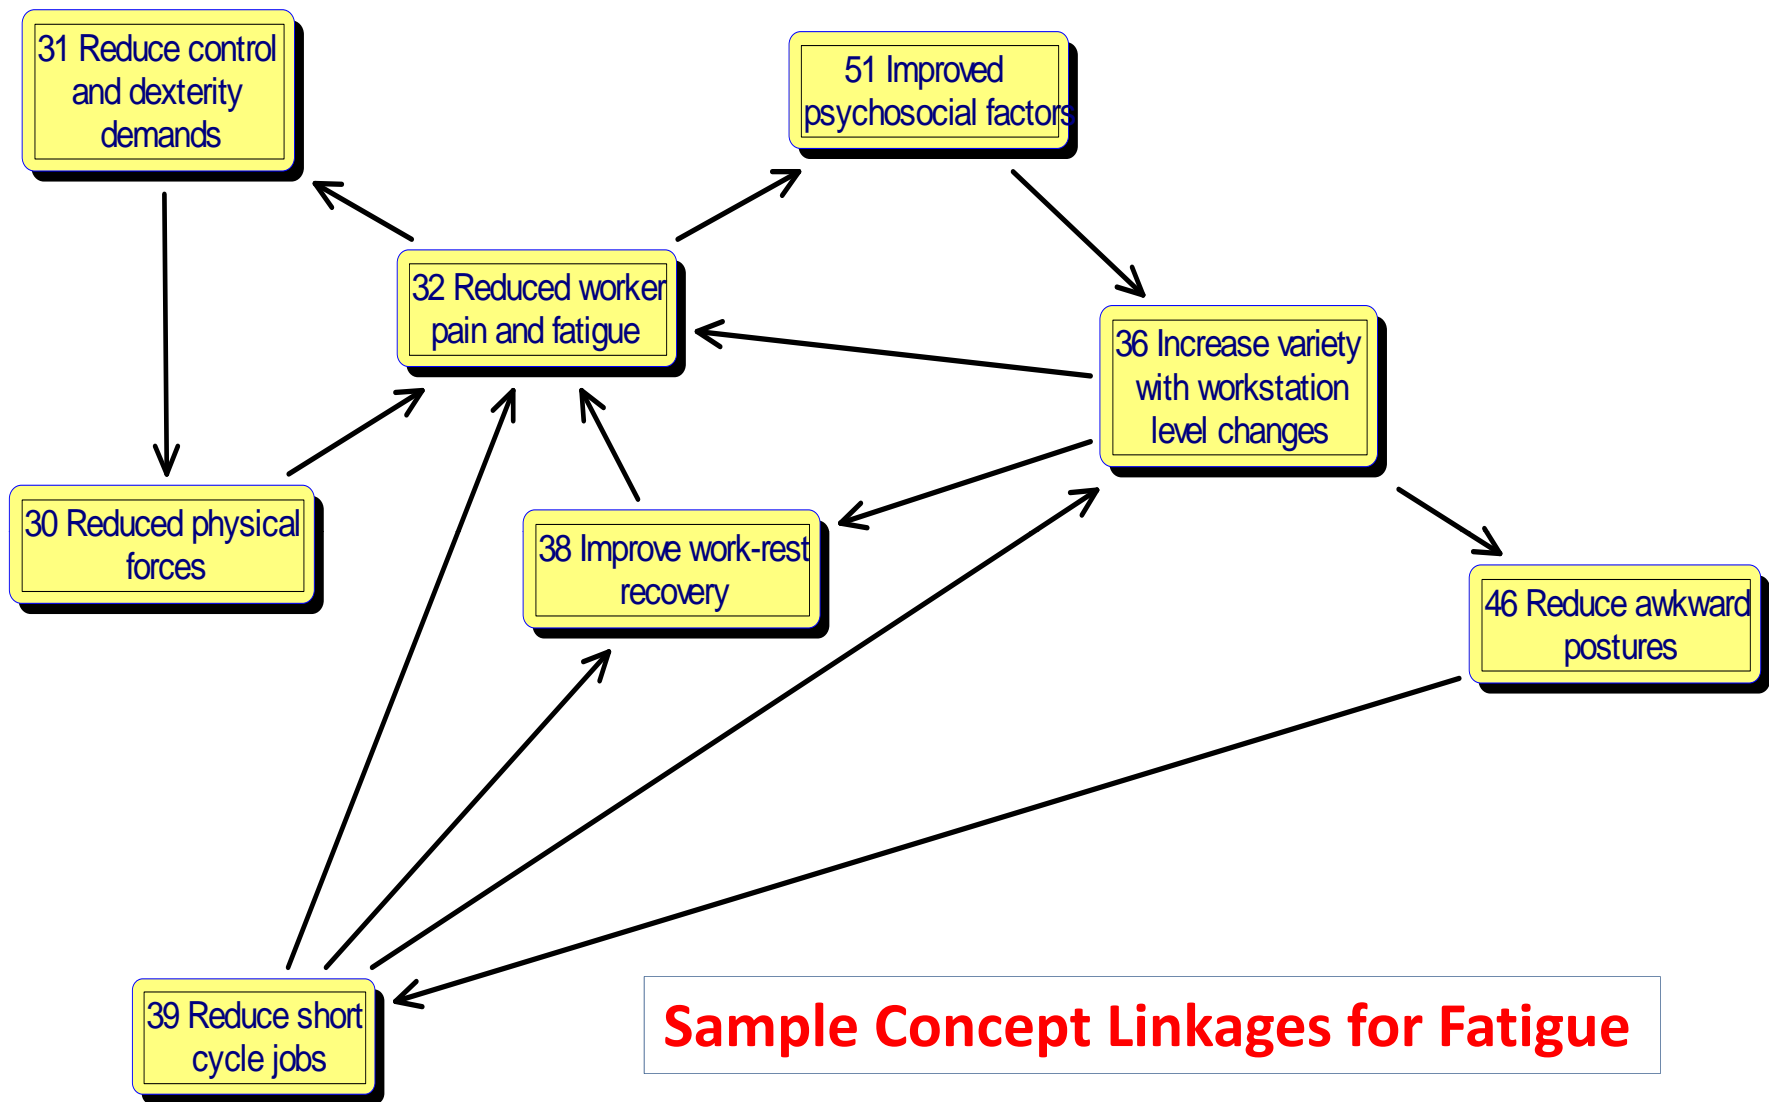 31 Reduce control
and dexterity
demands
51 Improved
psychosocial factors
32 Reduced worker
pain and fatigue
36 Increase variety
with workstation
level changes
30 Reduced physical
forces
38 Improve work-rest
recovery
46 Reduce awkward
postures
39 Reduce short
cycle jobs
Sample Concept Linkages for Fatigue